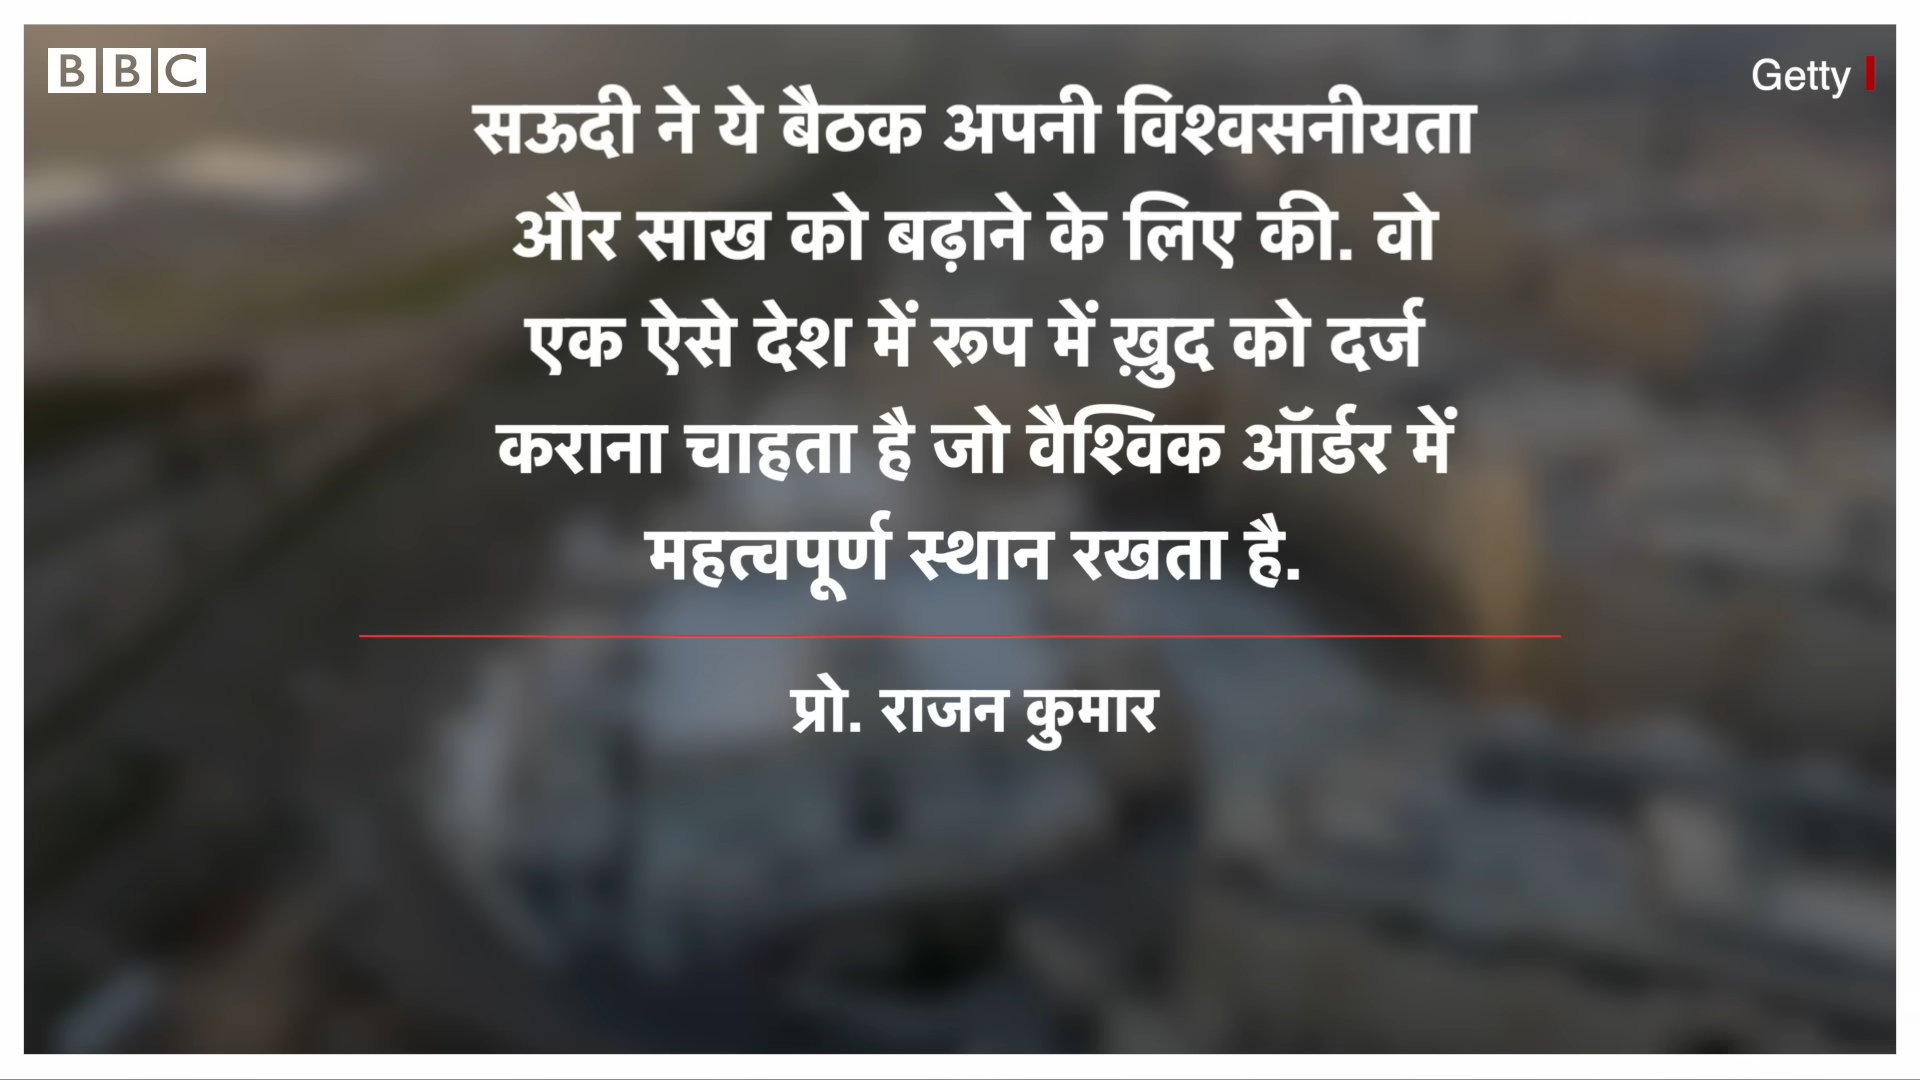 BBC
Getty
सऊदी ने ये बैठक अपनी विश्वसनीयता
और साख को बढ़ाने के लिए की. वो
एक ऐसे देश में रूप में ख़ुद को दर्ज
कराना चाहता है जो वैश्विक ऑर्डर में
महत्वपूर्ण स्थान रखता है.
प्रो. राजन कुमार